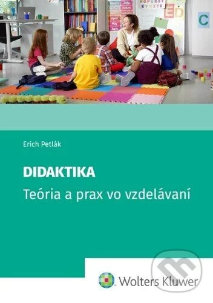 Erich Petlák
DIDAKTIKA
Teória a prax vo vzdelávaní
Wolters Kluwer